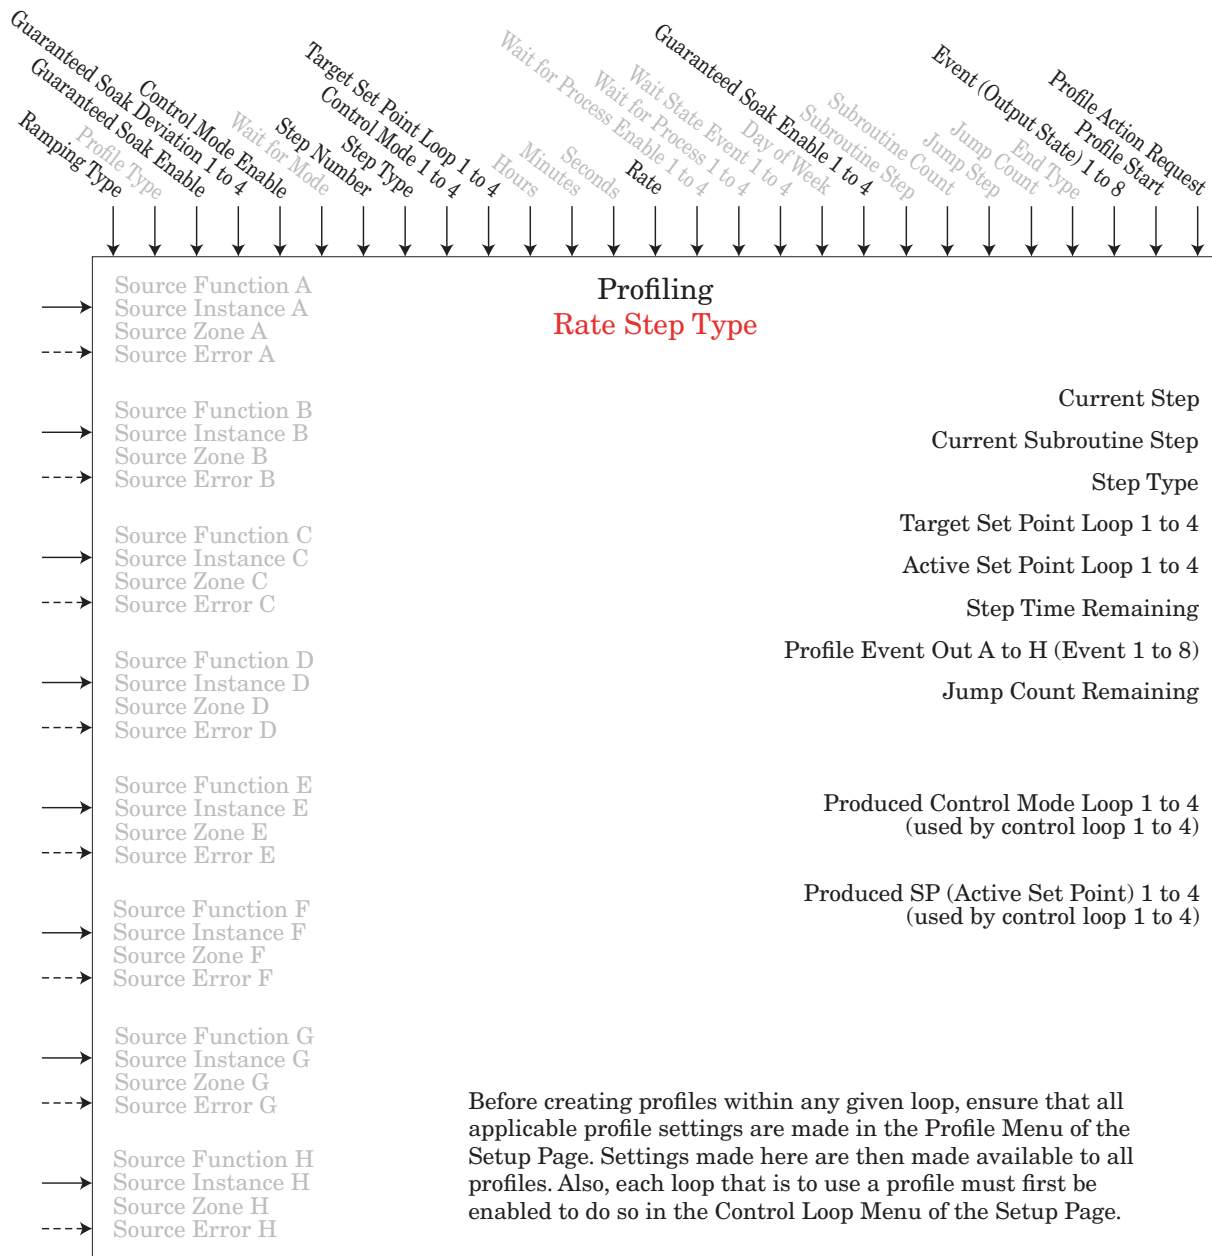 Ramping Type
Profile Type
Guaranteed Soak Enable
Guaranteed Soak Deviation 1 to 4
Control Mode Enable
Wait for Mode
Step Number
Step Type
Control Mode 1 to 4
Target Set Point Loop 1 to 4
Hours
Minutes
Seconds
Rate
Wait for Process Enable 1 to 4
Wait for Process 1 to 4
Wait State Event 1 to 4
Day of Week
Guaranteed Soak Enable 1 to 4
Subroutine Step
Subroutine Count
Jump Step
Jump Count
End Type
Event (Output State) 1 to 8
Profile Start
Profile Action Request
Profiling
Rate Step Type
Source Function A
Source Instance A
Source Zone A
Source Error A
Source Function B
Source Instance B
Source Zone B
Source Error B
Source Function C
Source Instance C
Source Zone C
Source Error C
Source Function D
Source Instance D
Source Zone D
Source Error D
Source Function E
Source Instance E
Source Zone E
Source Error E
Source Function F
Source Instance F
Source Zone F
Source Error F
Source Function G
Source Instance G
Source Zone G
Source Error G
Source Function H
Source Instance H
Source Zone H
Source Error H
Current Step
Current Subroutine Step
Step Type
Target Set Point Loop 1 to 4
Active Set Point Loop 1 to 4
Step Time Remaining
Profile Event Out A to H (Event 1 to 8)
Jump Count Remaining
Produced Control Mode Loop 1 to 4
(used by control loop 1 to 4)
Produced SP (Active Set Point) 1 to 4
(used by control loop 1 to 4)
Before creating profiles within any given loop, ensure that all
applicable profile settings are made in the Profile Menu of the
Setup Page. Settings made here are then made available to all
profiles. Also, each loop that is to use a profile must first be
enabled to do so in the Control Loop Menu of the Setup Page.